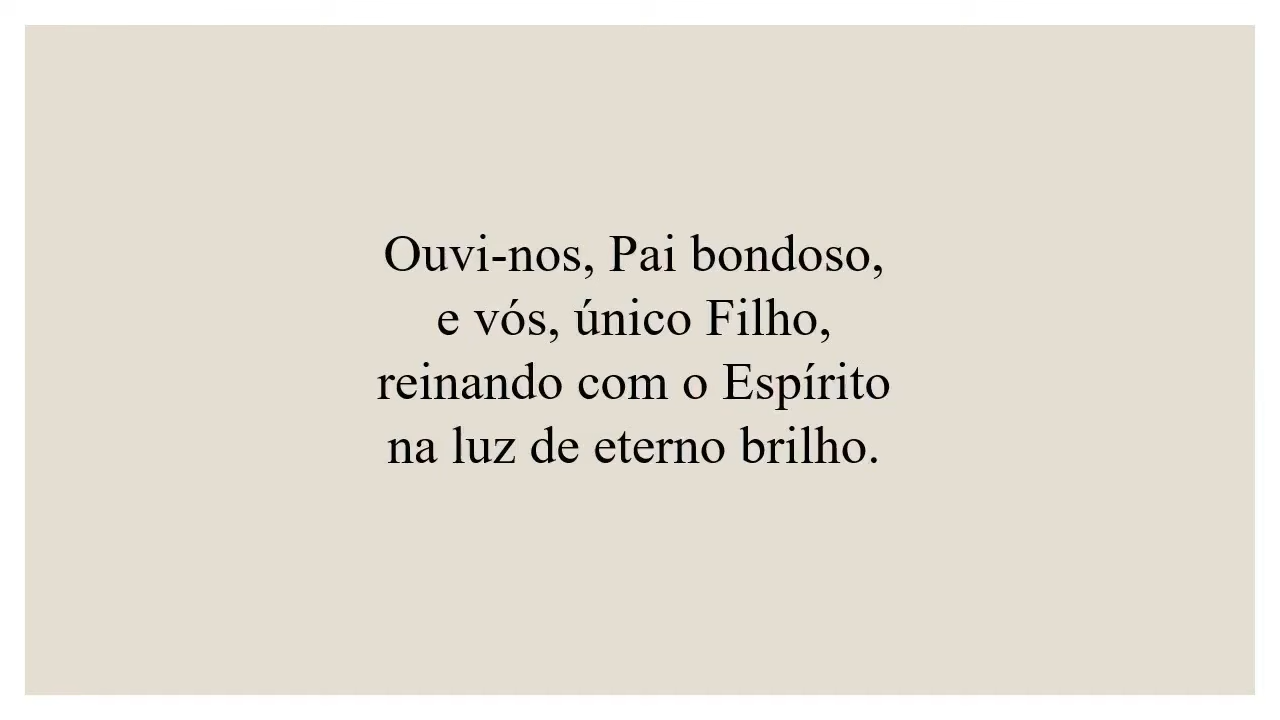 Ouvi-nos, Pai bondoso,
e vós, único Filho,
reinando com o Espírito
na luz de eterno brilho.